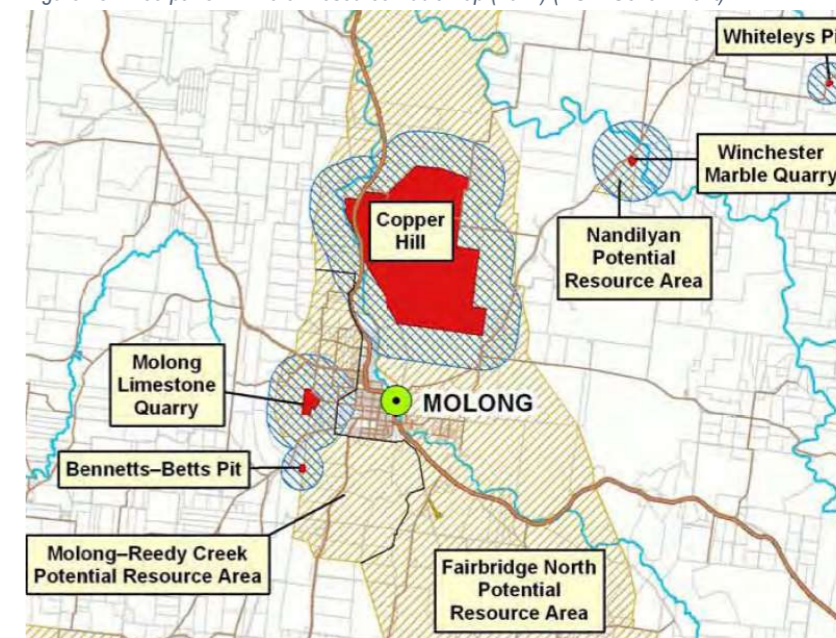 Whiteleys Pi
Winchester
Marble Quarry
Copper
Hill
Nandilyan
Potential
Resource Area
Molong
Limestone
Quarry
MOLONG
Bennetts–Betts Pit
Molong–Reedy Creek
Potential Resource Area
Fairbridge North
Potential
Resource Area